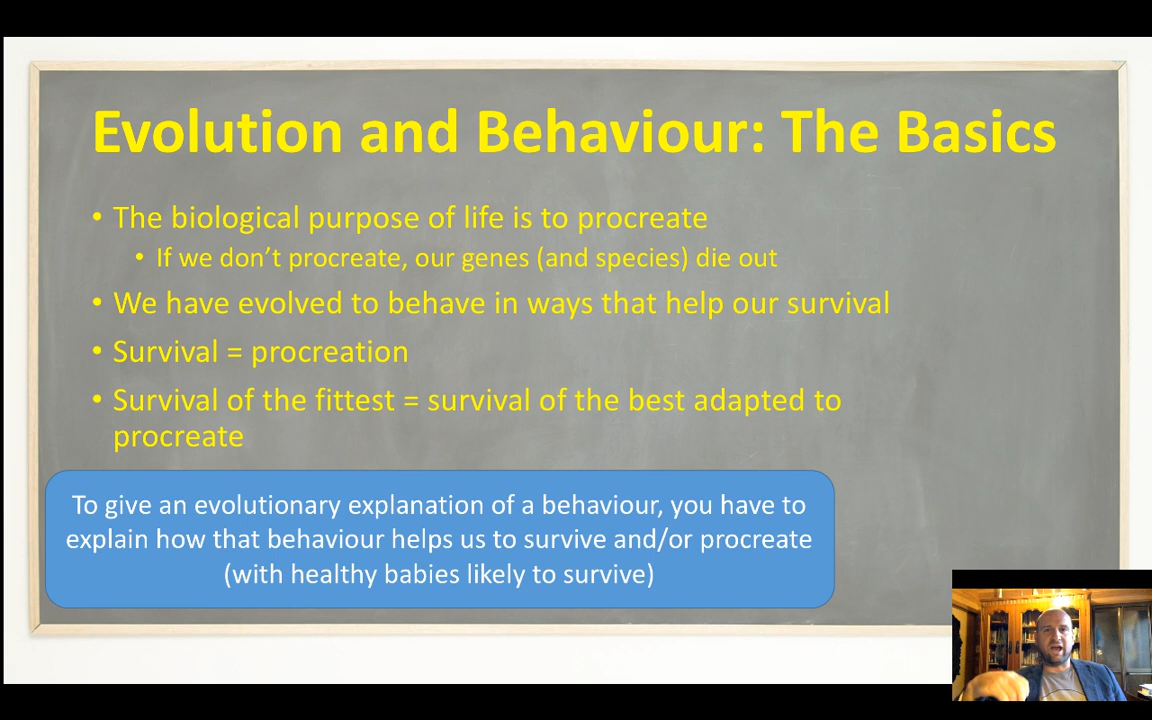 Evolution and Behaviour: The Basics
• The biological purpose of life is to procreate
• If we don’t procreate, our genes (and species) die out
• We have evolved to behave in ways that help our survival
• Survival = procreation
• Survival of the fittest = survival of the best adapted to
procreate
To give an evolutionary explanation of a behaviour, you have to
explain how that behaviour helps us to survive and/or procreate
(with healthy babies likely to survive)